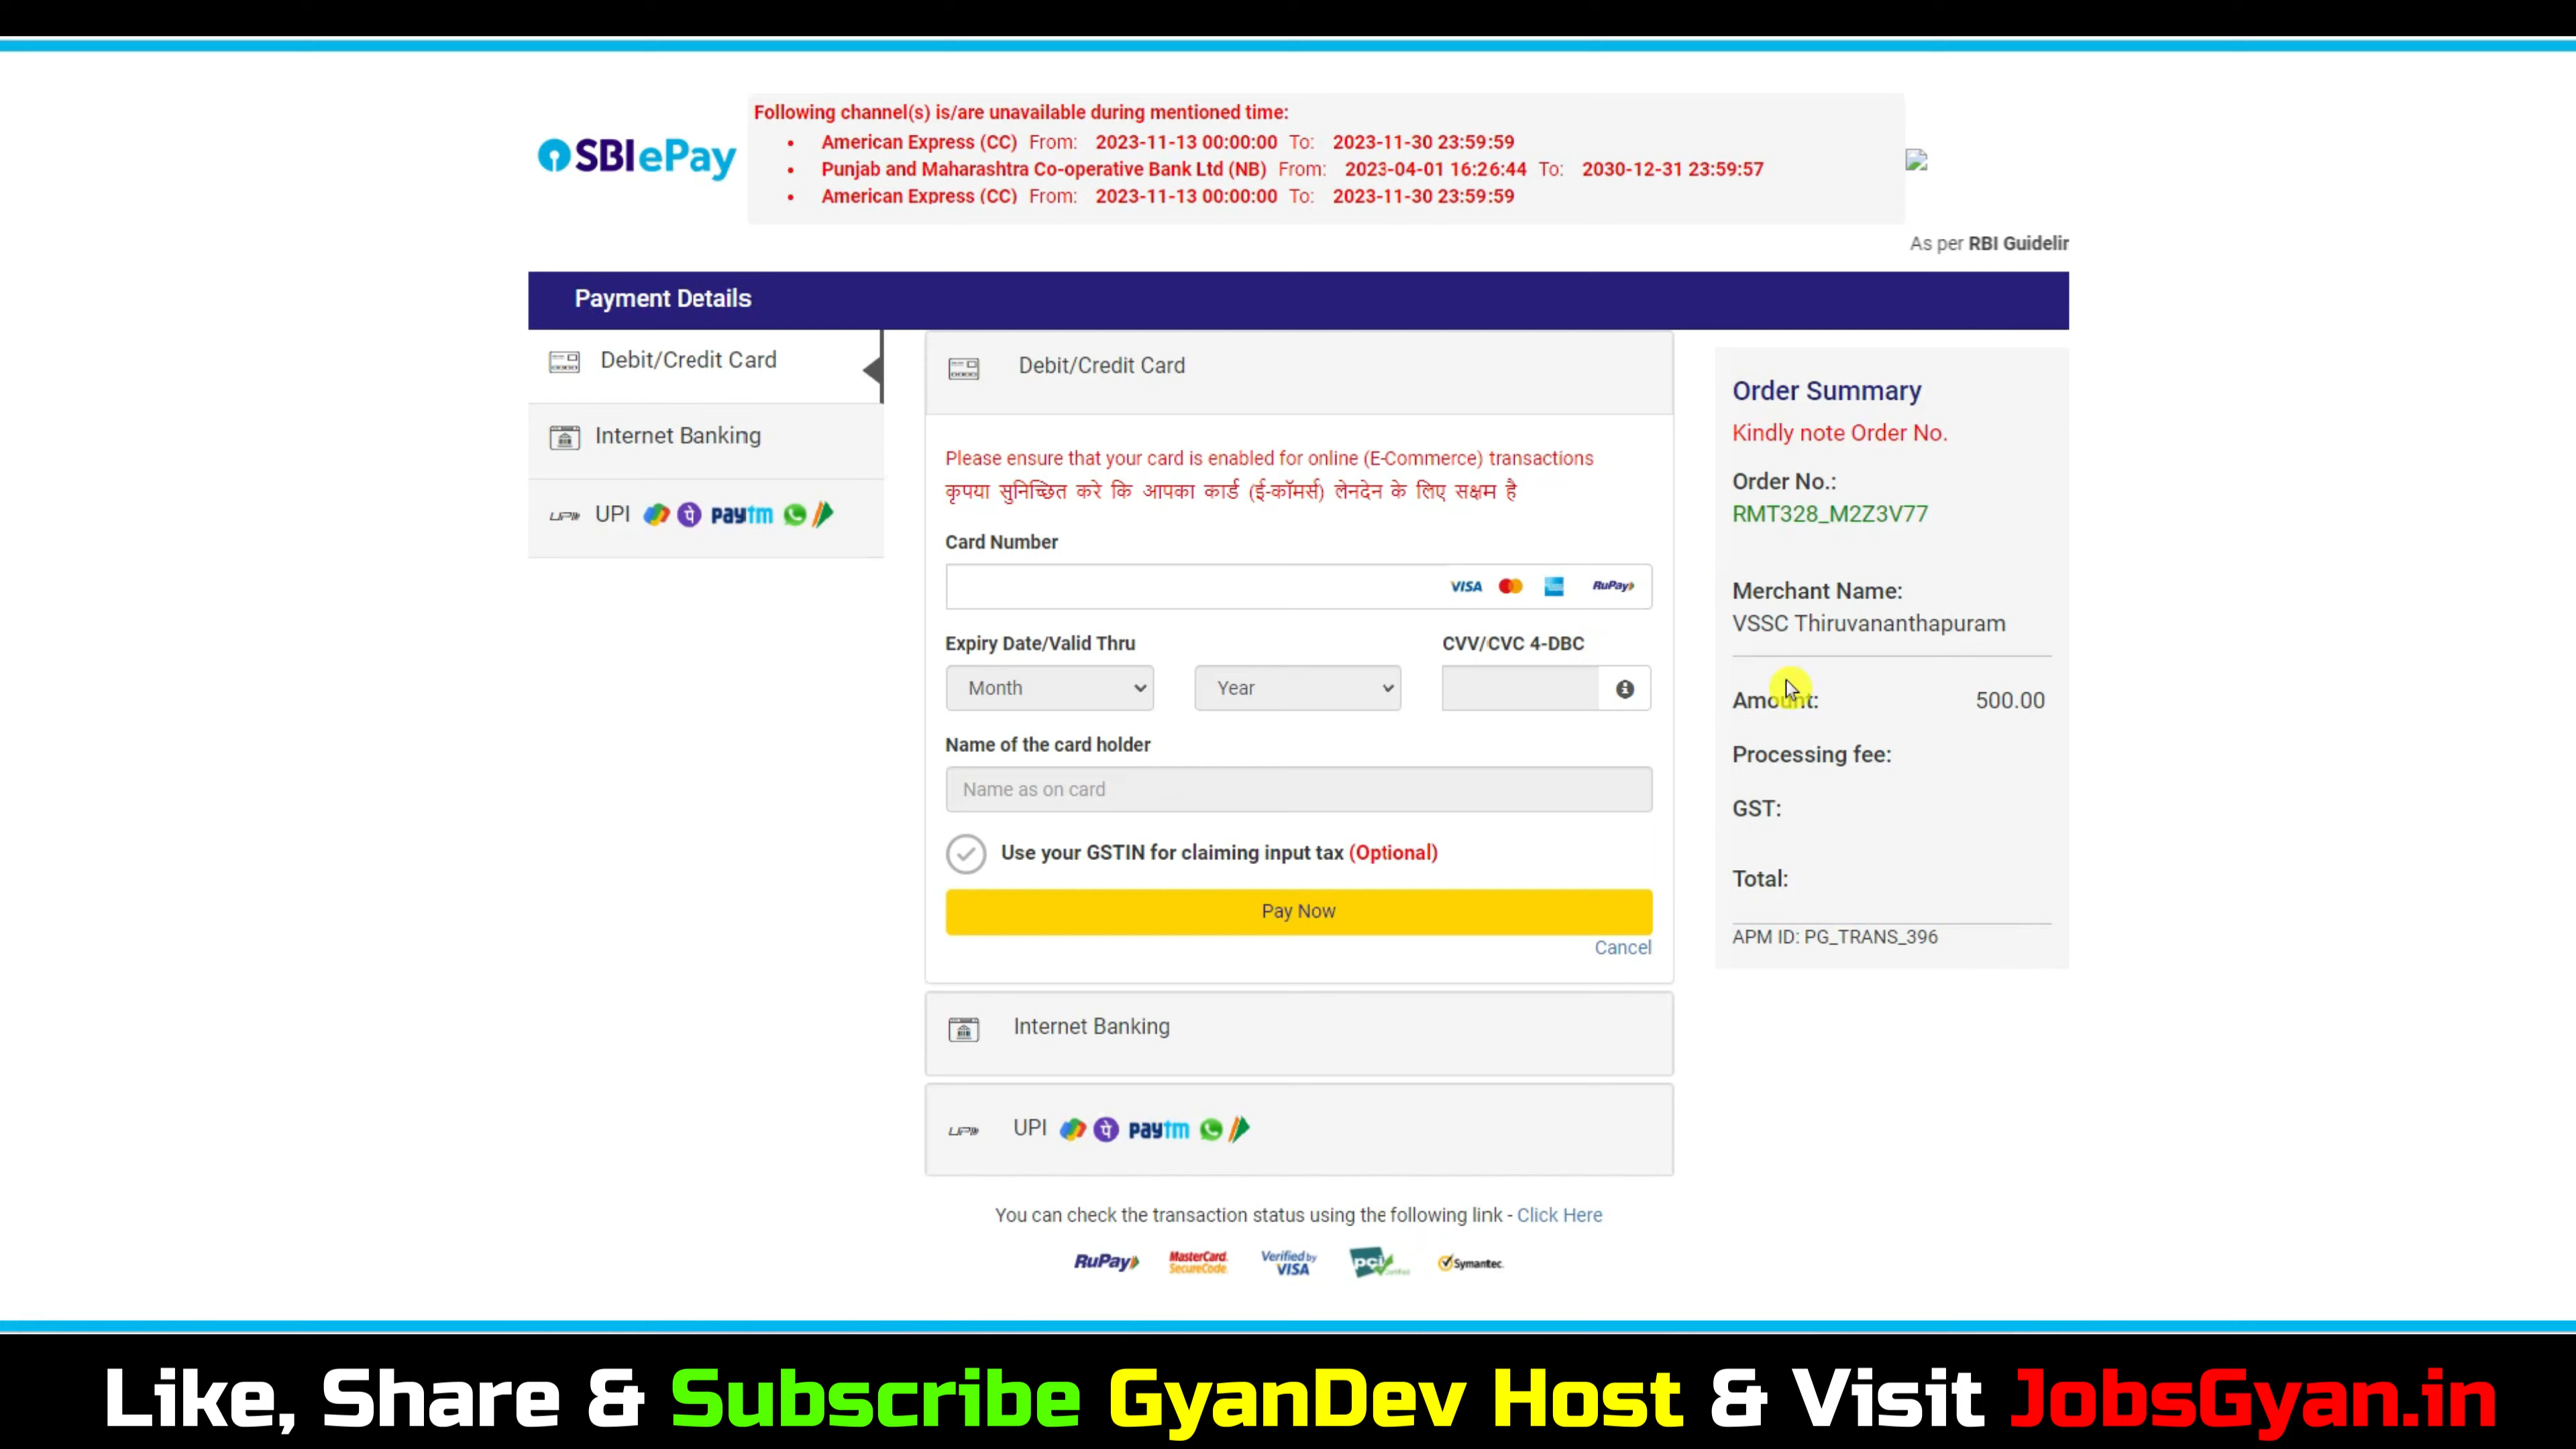 SBI ePay
Following channel(s) is/are unavailable during mentioned time:
American Express (CC) From: 2023-11-13 00:00:00 To: 2023-11-30 23:59:59
Punjab and Maharashtra Co-operative Bank Ltd (NB) From: 2023-04-01 16:26:44 To: 2030-12-31 23:59:57
American Express (CC) From: 2023-11-13 00:00:00 To: 2023-11-30 23:59:59
As per RBI Guidelir
Payment Details
Debit/Credit Card
Internet Banking
UPI पे paytm
Debit/Credit Card
Please ensure that your card is enabled for online (E-Commerce) transactions
कृपया सुनिच्छित करे कि आपका कार्ड (ई-कॉमर्स) लेनदेन के लिए सक्षम है
Card Number
VISA RuPay
Expiry Date/Valid Thru CVV/CVC 4-DBC
Month Year
Name of the card holder
Name as on card
Use your GSTIN for claiming input tax (Optional)
Pay Now
Cancel
Internet Banking
UPI पे paytm
Order Summary
Kindly note Order No.
Order No.:
RMT328_M2Z3V77
Merchant Name:
VSSC Thiruvananthapuram
Amount: 500.00
Processing fee:
GST:
Total:
APM ID: PG_TRANS_396
You can check the transaction status using the following link - Click Here
RuPay MasterCard. SecureCode. Verified by VISA pci Symantec.
Like, Share & Subscribe GyanDev Host & Visit JobsGyan.in